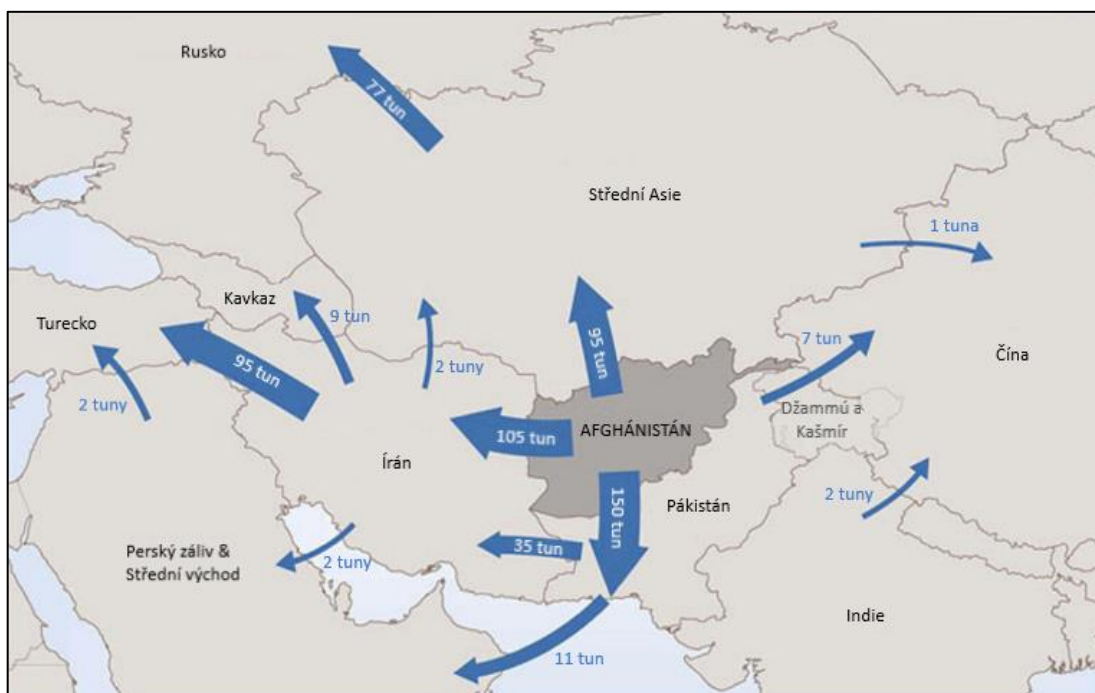 Rusko
77 tun
Střední Asie
1 tuna
Kavkaz
9 tun
Turecko
95 tun
2 tuny
2 tuny
95 tun
7 tun
Čína
Džammú a
Kašmír
105 tun
AFGHÁNISTÁN
Írán
150 tun
Pákistán
2 tuny
35 tun
2 tuny
Perský záliv &
Střední východ
Indie
11 tun